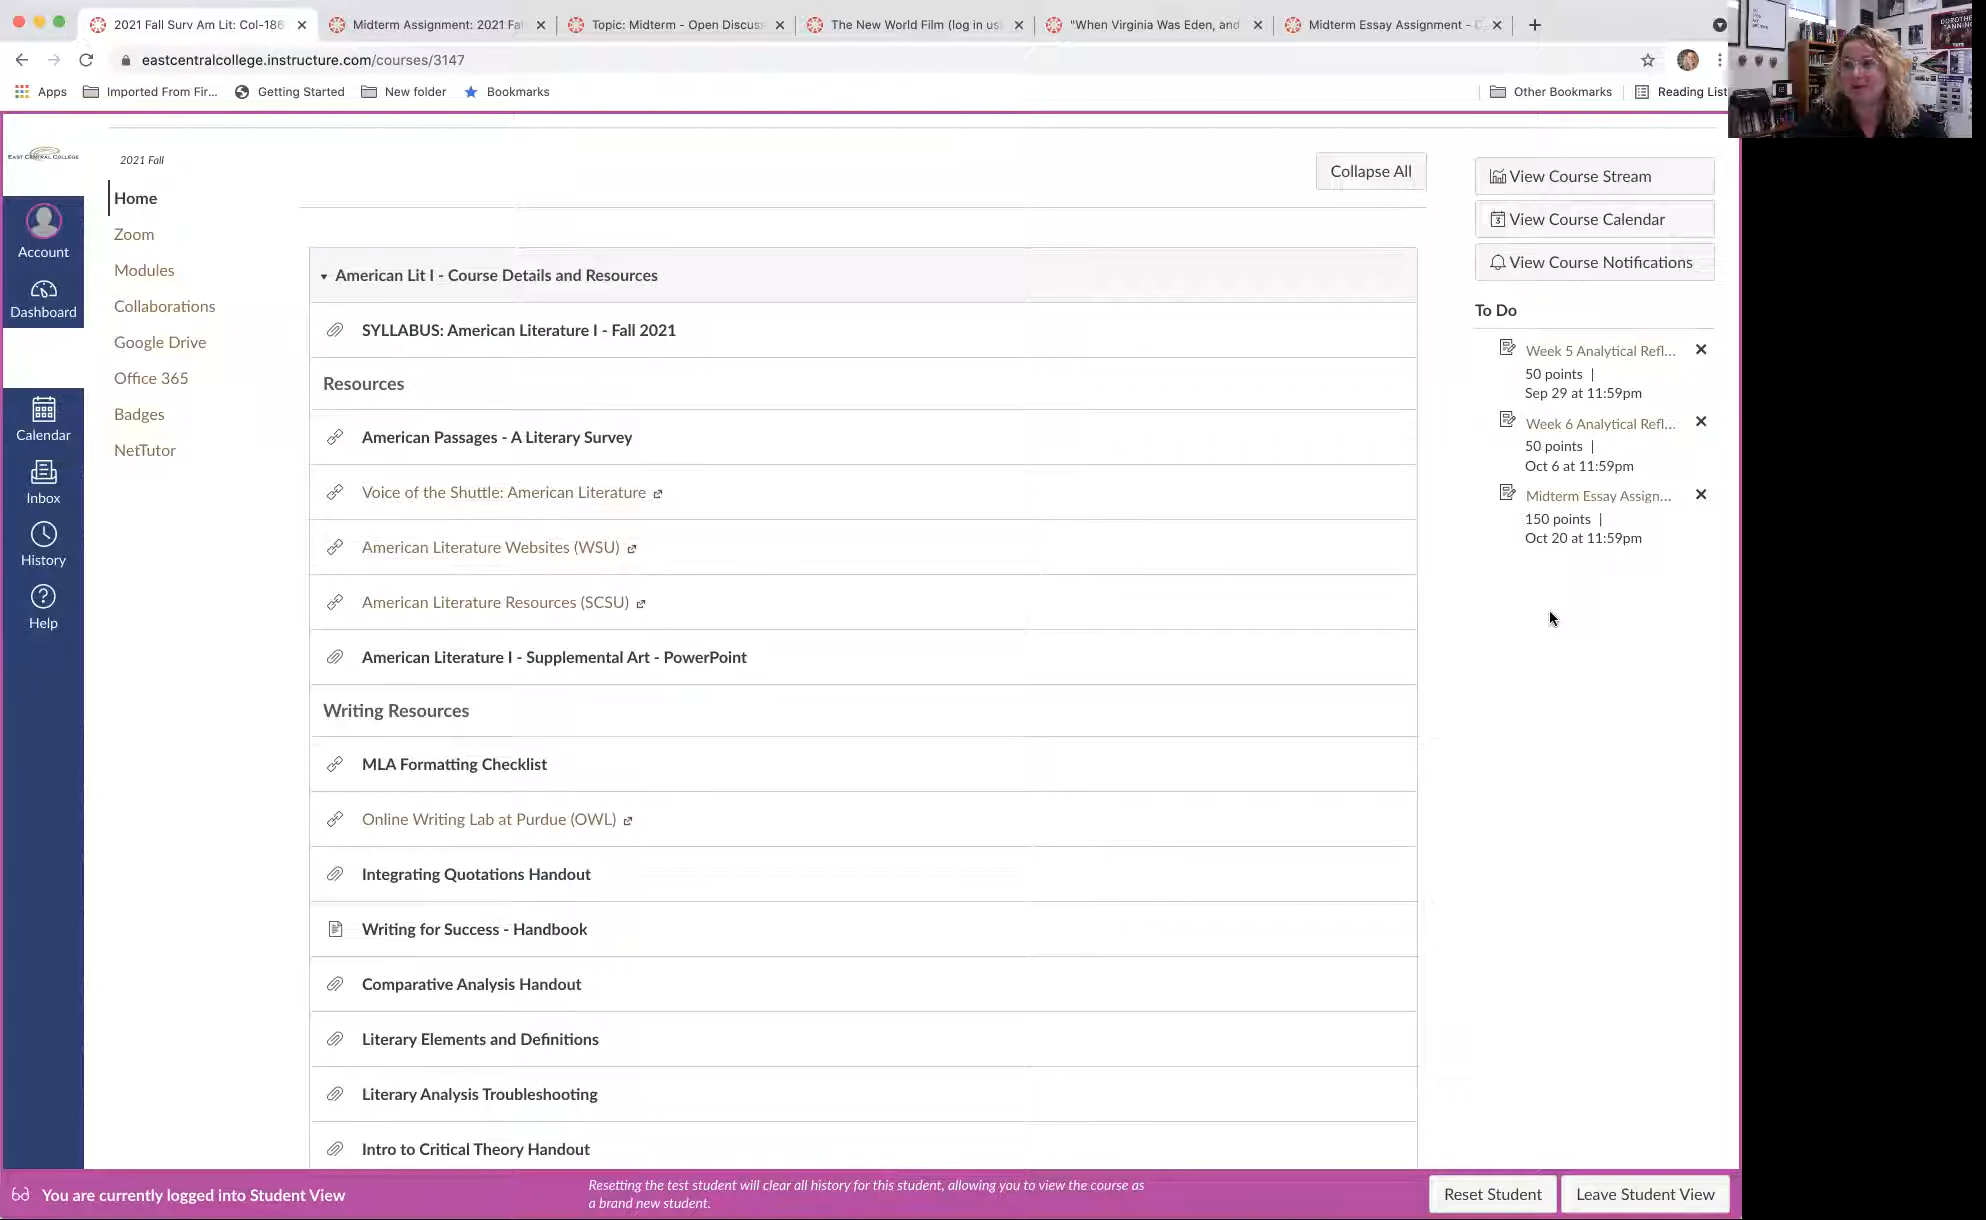 2021 Fall Surv Am Lit: Col-186
Midterm Assignment: 2021 Fa
Topic: Midterm - Open Discuss
The New World Film (log in us
"When Virginia Was Eden, and
Midterm Essay Assignment - D
eastcentralcollege.instructure.com/courses/3147
Apps
Imported From Fir...
Getting Started
New folder
Bookmarks
Other Bookmarks
Reading List
EAST CENTRAL COLLEGE
Account
Dashboard
Calendar
Inbox
History
Help
2021 Fall
Home
Zoom
Modules
Collaborations
Google Drive
Office 365
Badges
NetTutor
Collapse All
American Lit I - Course Details and Resources
SYLLABUS: American Literature I - Fall 2021
Resources
American Passages - A Literary Survey
Voice of the Shuttle: American Literature
American Literature Websites (WSU)
American Literature Resources (SCSU)
American Literature I - Supplemental Art - PowerPoint
Writing Resources
MLA Formatting Checklist
Online Writing Lab at Purdue (OWL)
Integrating Quotations Handout
Writing for Success - Handbook
Comparative Analysis Handout
Literary Elements and Definitions
Literary Analysis Troubleshooting
Intro to Critical Theory Handout
View Course Stream
View Course Calendar
View Course Notifications
To Do
Week 5 Analytical Refl...
50 points |
Sep 29 at 11:59pm
Week 6 Analytical Refl...
50 points |
Oct 6 at 11:59pm
Midterm Essay Assign...
150 points |
Oct 20 at 11:59pm
You are currently logged into Student View
Resetting the test student will clear all history for this student, allowing you to view the course as
a brand new student.
Reset Student
Leave Student View